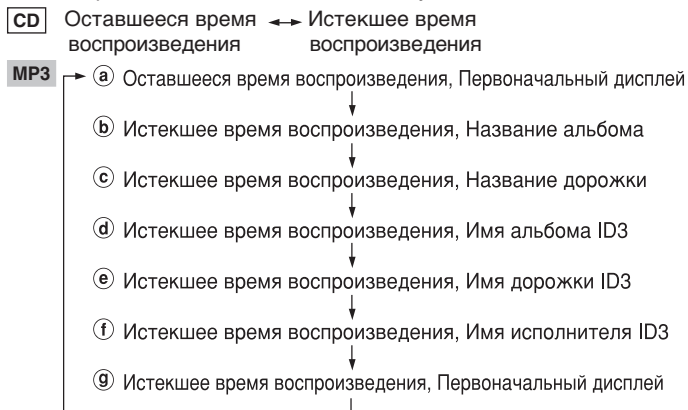 CD Оставшееся время ↔ Истекшее время
воспроизведения воспроизведения
MP3 ⓐ Оставшееся время воспроизведения, Первоначальный дисплей
ⓑ Истекшее время воспроизведения, Название альбома
ⓒ Истекшее время воспроизведения, Название дорожки
ⓓ Истекшее время воспроизведения, Имя альбома ID3
ⓔ Истекшее время воспроизведения, Имя дорожки ID3
ⓕ Истекшее время воспроизведения, Имя исполнителя ID3
ⓖ Истекшее время воспроизведения, Первоначальный дисплей